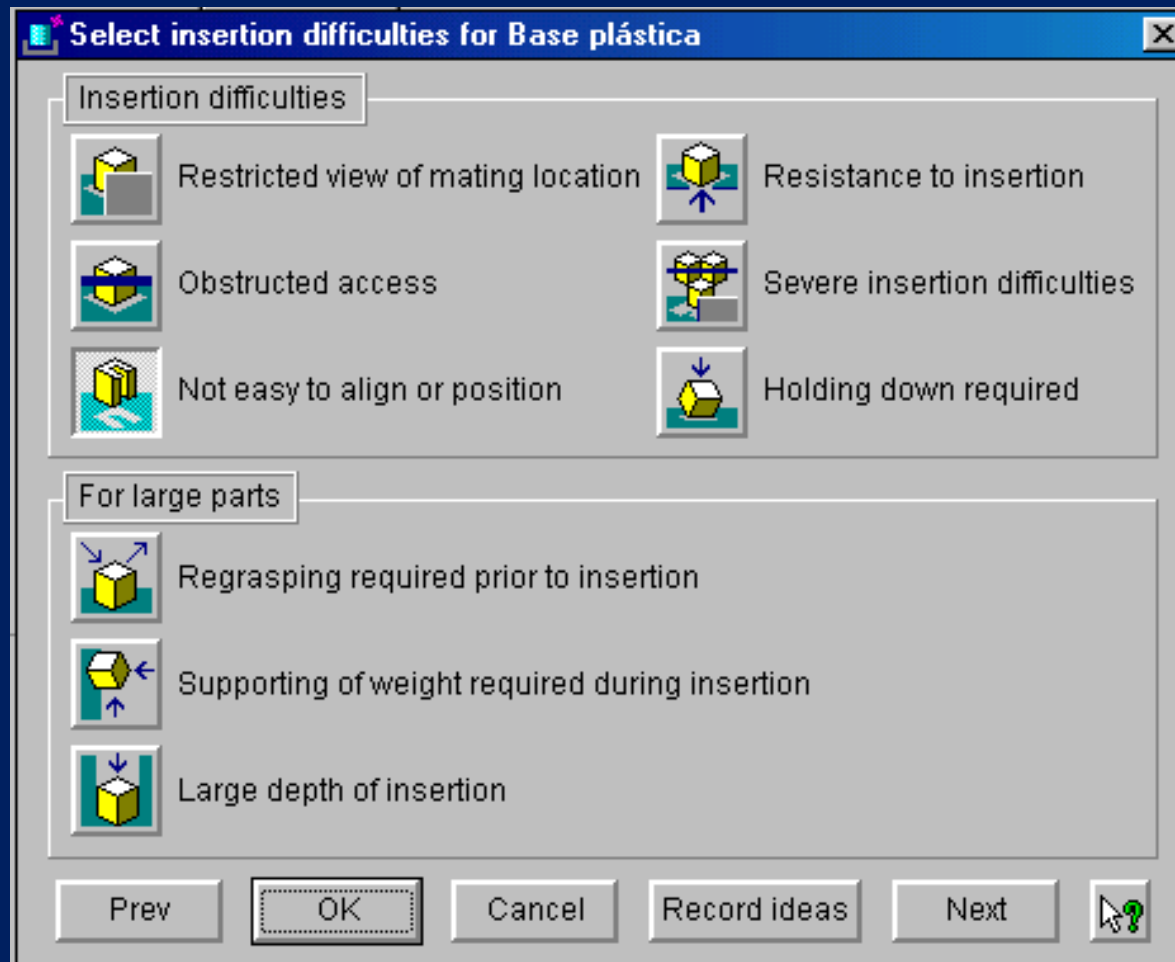 Select insertion difficulties for Base plástica
Insertion difficulties
Restricted view of mating location
Resistance to insertion
Obstructed access
Severe insertion difficulties
Not easy to align or position
Holding down required
For large parts
Regrasping required prior to insertion
Supporting of weight required during insertion
Large depth of insertion
Prev
OK
Cancel
Record ideas
Next